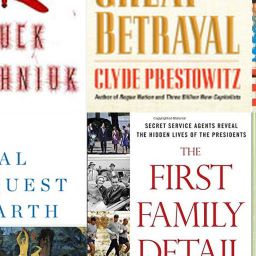 UCK
HNIUK
GREAT
BETRAYAL
CLYDE PRESTOWITZ
Author of Rogue Nation and Three Billion New Capitalists
AL
QUEST
ARTH
SECRET SERVICE AGENTS REVEAL
THE HIDDEN LIVES OF THE PRESIDENTS
THE
FIRST
FAMILY
DETAIL